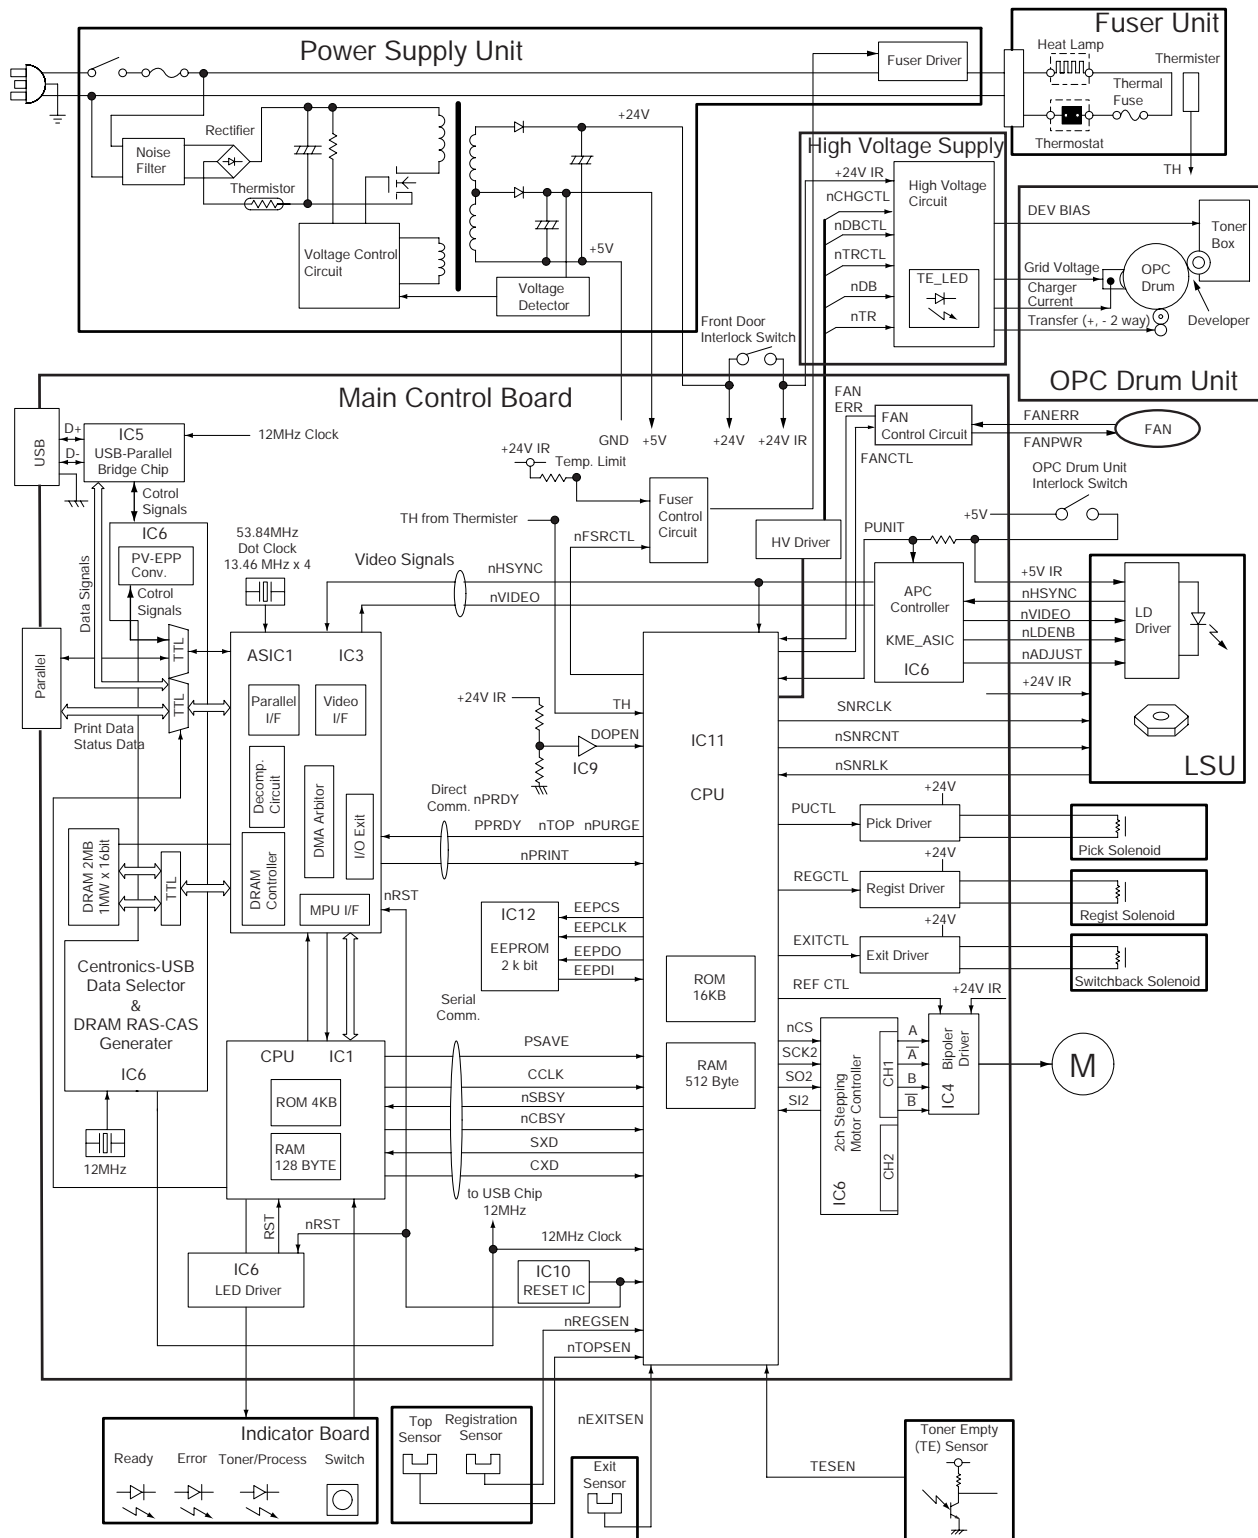 Power Supply Unit
Fuser Unit
Fuser Driver
Heat Lamp
Thermister
Thermal
Fuse
Thermostat
TH
Noise
Filter
Rectifier
Thermistor
Voltage Control
Circuit
+24V
+5V
Voltage
Detector
High Voltage Supply
+24V IR
nCHGCTL
nDBCTL
nTRCTL
nDB
nTR
High Voltage
Circuit
TE_LED
DEV BIAS
Grid Voltage
Charger
Current
Transfer (+, - 2 way)
Toner
Box
OPC
Drum
Developer
OPC Drum Unit
Front Door
Interlock Switch
Main Control Board
USB
D+
D-
IC5
USB-Parallel
Bridge Chip
12MHz Clock
GND
+5V
+24V
+24V IR
FAN
ERR
FAN
Control Circuit
FANCTL
FANERR
FANPWR
FAN
+24V IR
Temp. Limit
Fuser
Control
Circuit
TH from Thermister
nFSRCTL
HV Driver
OPC Drum Unit
Interlock Switch
+5V
PUNIT
Cotrol
Signals
IC6
PV-EPP
Conv.
Cotrol
Signals
Data Signals
53.84MHz
Dot Clock
13.46 MHz x 4
Video Signals
nHSYNC
nVIDEO
APC
Controller
KME_ASIC
IC6
+5V IR
nHSYNC
nVIDEO
nLDENB
nADJUST
LD
Driver
+24V IR
LSU
Parallel
TTL
TTL
Print Data
Status Data
ASIC1
IC3
Parallel
I/F
Video
I/F
Decomp.
Circuit
DMA Arbitor
I/O Exit
DRAM
Controller
MPU I/F
+24V IR
TH
DOPEN
IC9
IC11
CPU
SNRCLK
nSNRCNT
nSNRLK
Direct
Comm.
nPRDY
PPRDY
nTOP
nPURGE
nPRINT
nRST
PUCTL
+24V
Pick Driver
Pick Solenoid
REGCTL
+24V
Regist Driver
Regist Solenoid
EXITCTL
+24V
Exit Driver
Switchback Solenoid
DRAM 2MB
1MW x 16bit
TTL
IC12
EEPROM
2 k bit
EEPCS
EEPCLK
EEPDO
EEPDI
ROM
16KB
RAM
512 Byte
REF CTL
+24V IR
nCS
SCK2
SO2
SI2
2ch Stepping
Motor Controller
IC6
CH1
CH2
A
A
B
B
IC4
Bipoler
Driver
M
Centronics-USB
Data Selector
&
DRAM RAS-CAS
Generater
IC6
12MHz
Serial
Comm.
CPU
IC1
ROM 4KB
RAM
128 BYTE
PSAVE
CCLK
nSBSY
nCBSY
SXD
CXD
to USB Chip
12MHz
12MHz Clock
RST
nRST
IC6
LED Driver
IC10
RESET IC
nREGSEN
nTOPSEN
Indicator Board
Ready
Error
Toner/Process
Switch
Top
Sensor
Registration
Sensor
nEXITSEN
Exit
Sensor
TESEN
Toner Empty
(TE) Sensor